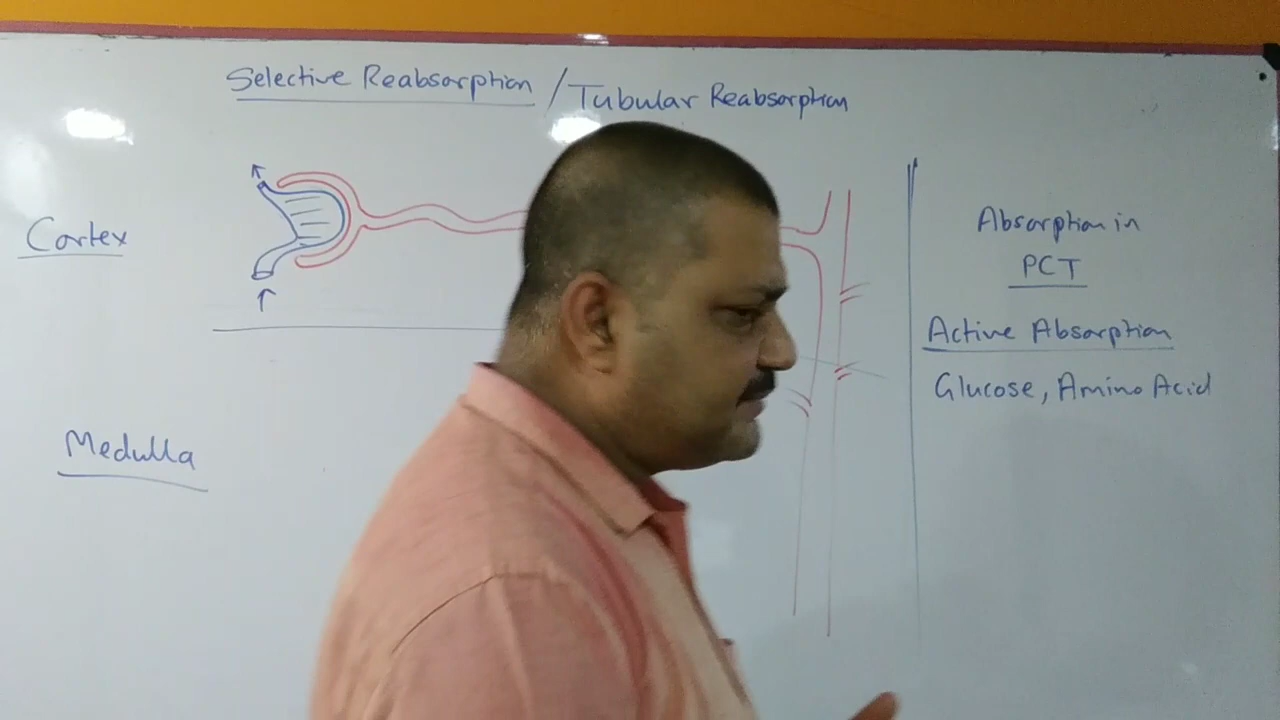 Selective Reabsorption / Tubular Reabsorption
Cortex
Medulla
Absorption in
PCT
Active Absorption
Glucose, Amino Acid